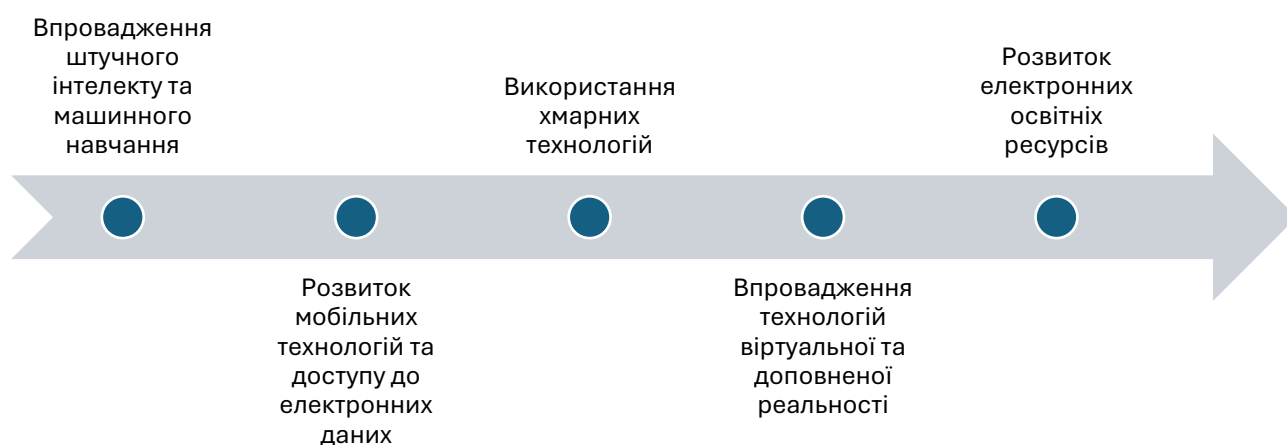 Впровадження
штучного
інтелекту та
машинного
навчання
Розвиток
мобільних
технологій та
доступу до
електронних
даних
Використання
хмарних
технологій
Впровадження
технологій
віртуальної та
доповненої
реальності
Розвиток
електронних
освітніх
ресурсів